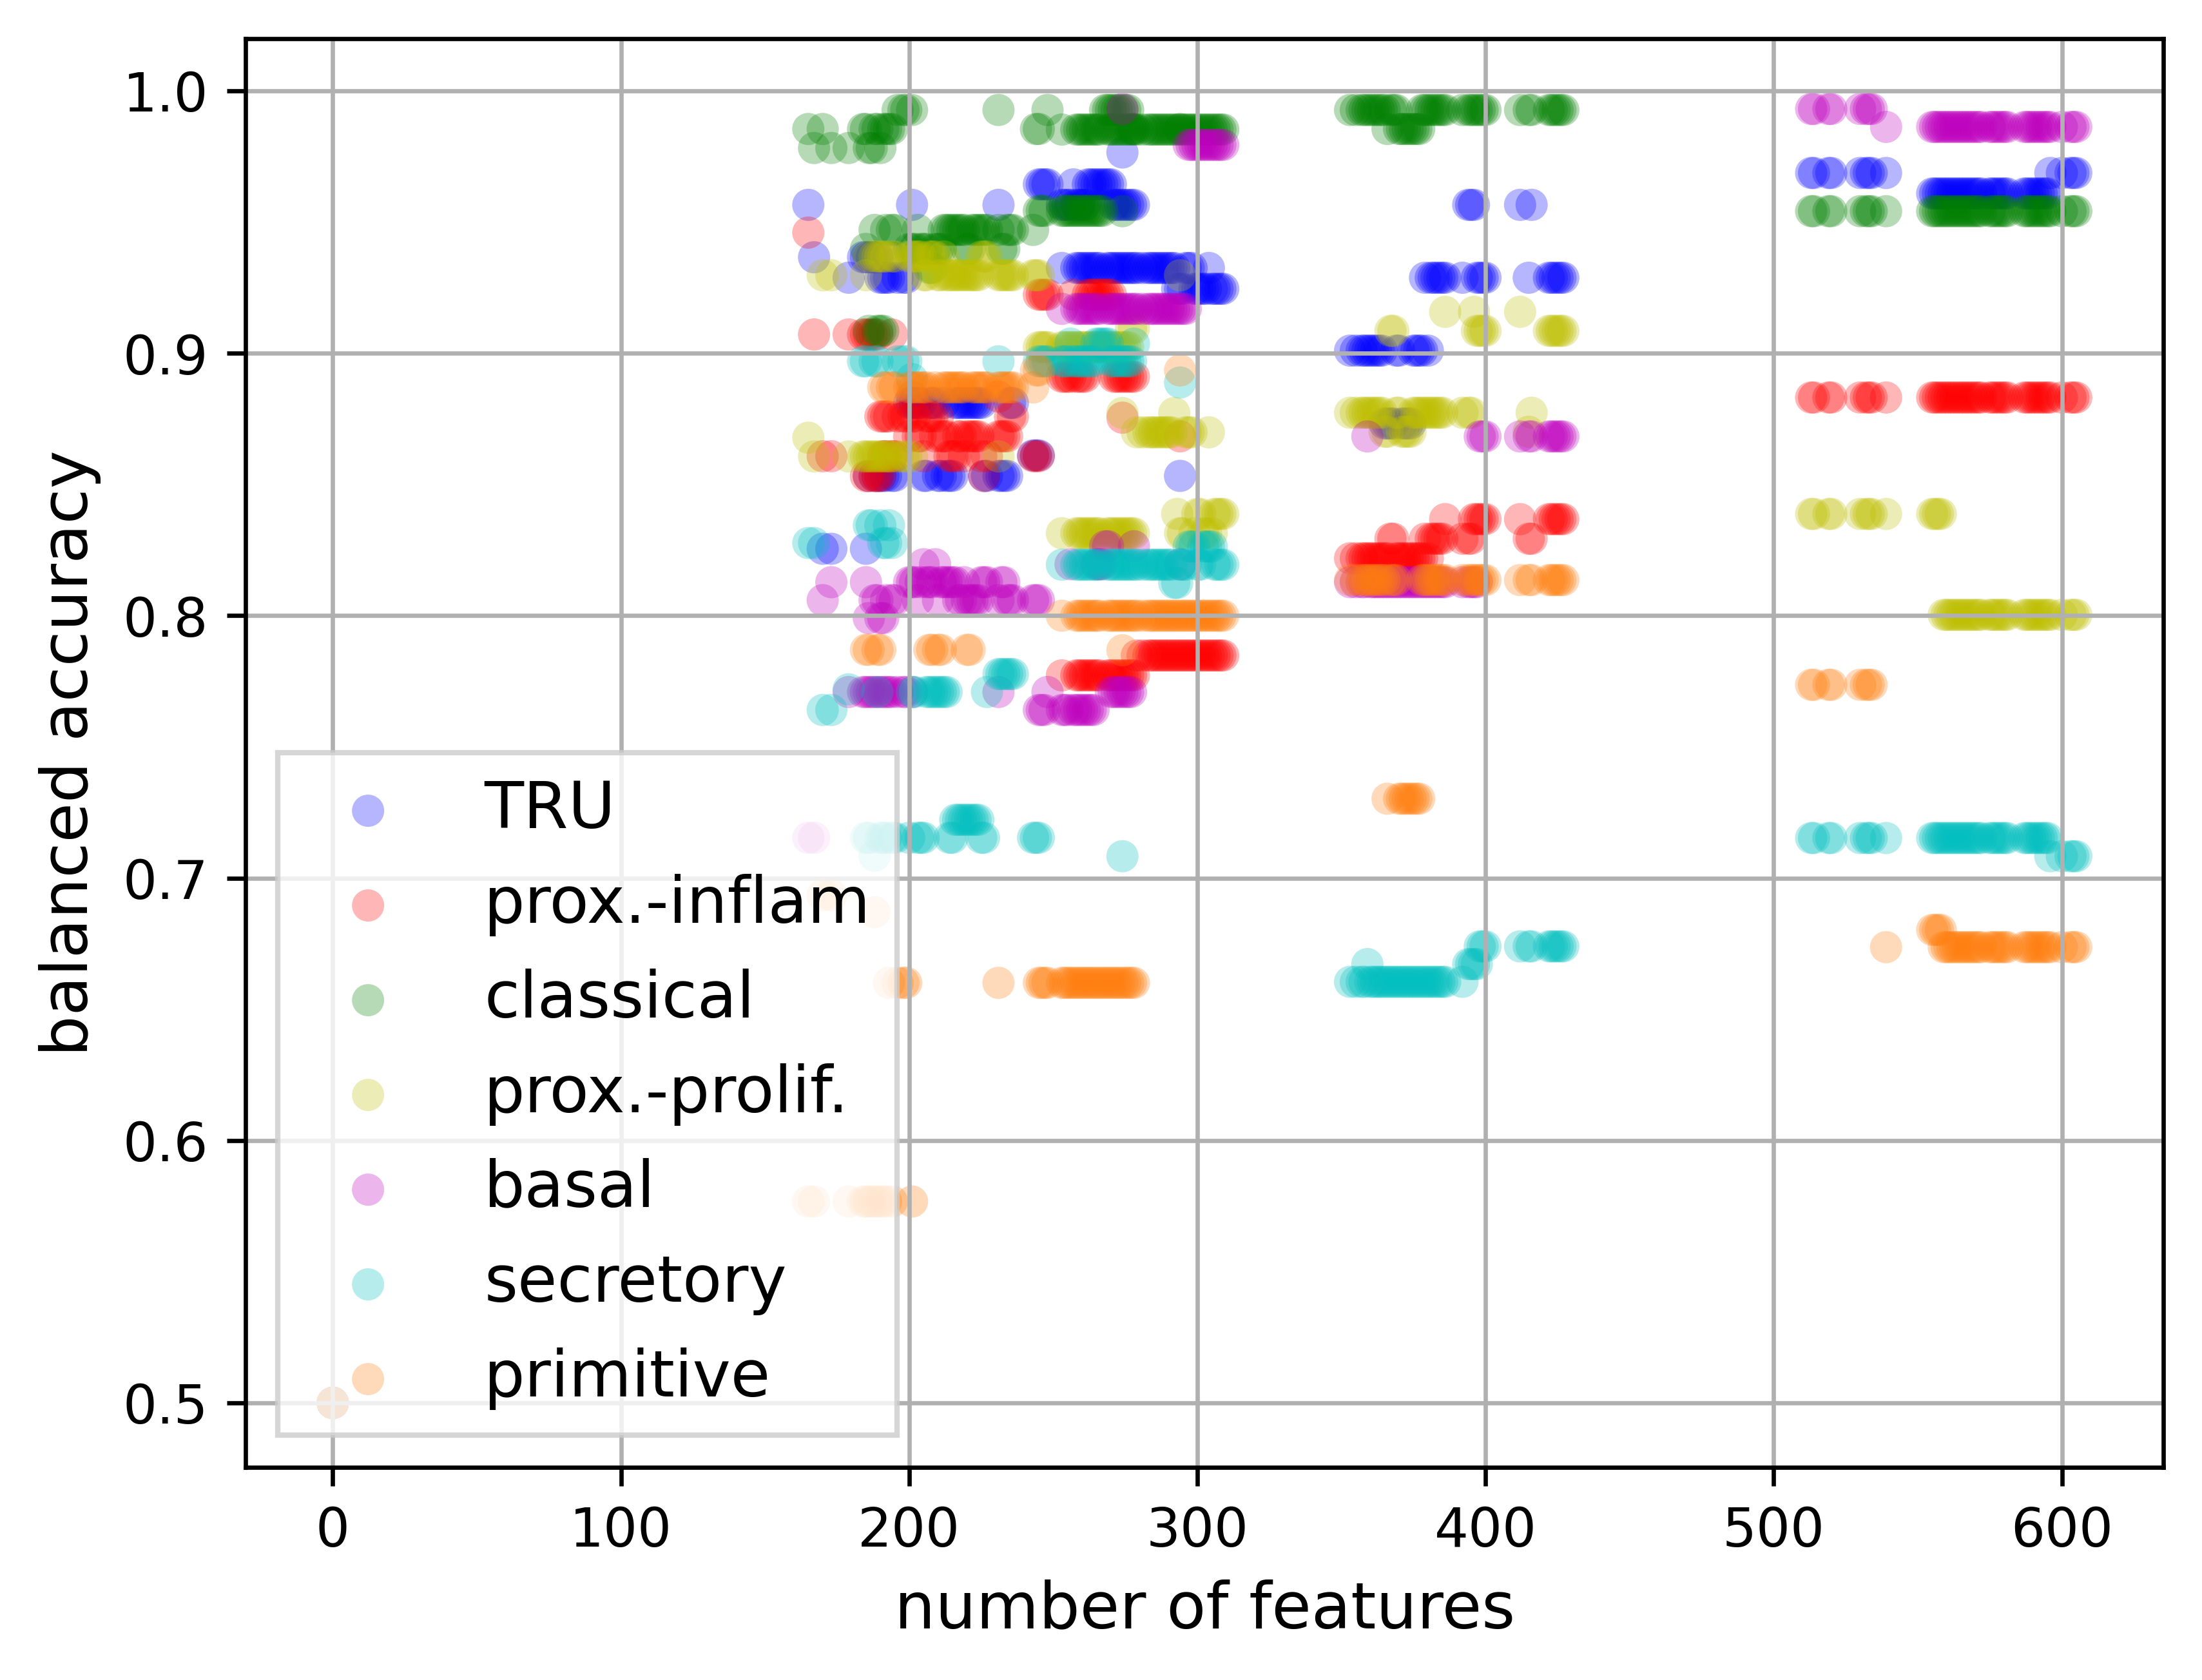 balanced accuracy
1.0
0.9
0.8
0.7
0.6
0.5
TRU
prox.-inflam
classical
prox.-prolif.
basal
secretory
primitive
0 100 200 300 400 500 600
number of features